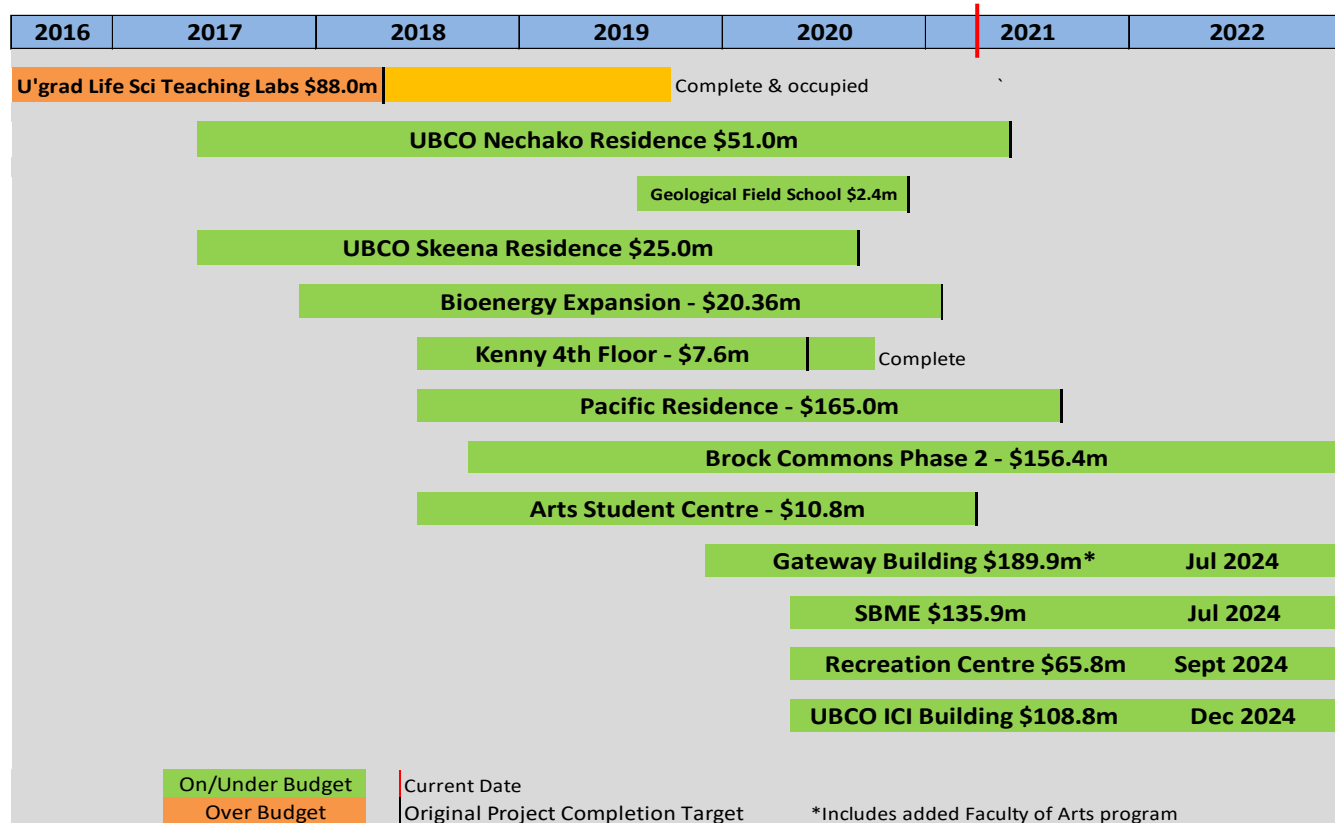 2016 2017 2018 2019 2020 2021 2022
U'grad Life Sci Teaching Labs $88.0m Complete & occupied `
UBCO Nechako Residence $51.0m
Geological Field School $2.4m
UBCO Skeena Residence $25.0m
Bioenergy Expansion - $20.36m
Kenny 4th Floor - $7.6m Complete
Pacific Residence - $165.0m
Brock Commons Phase 2 - $156.4m
Arts Student Centre - $10.8m
Gateway Building $189.9m* Jul 2024
SBME $135.9m Jul 2024
Recreation Centre $65.8m Sept 2024
UBCO ICI Building $108.8m Dec 2024
On/Under Budget Current Date
Over Budget Original Project Completion Target *Includes added Faculty of Arts program